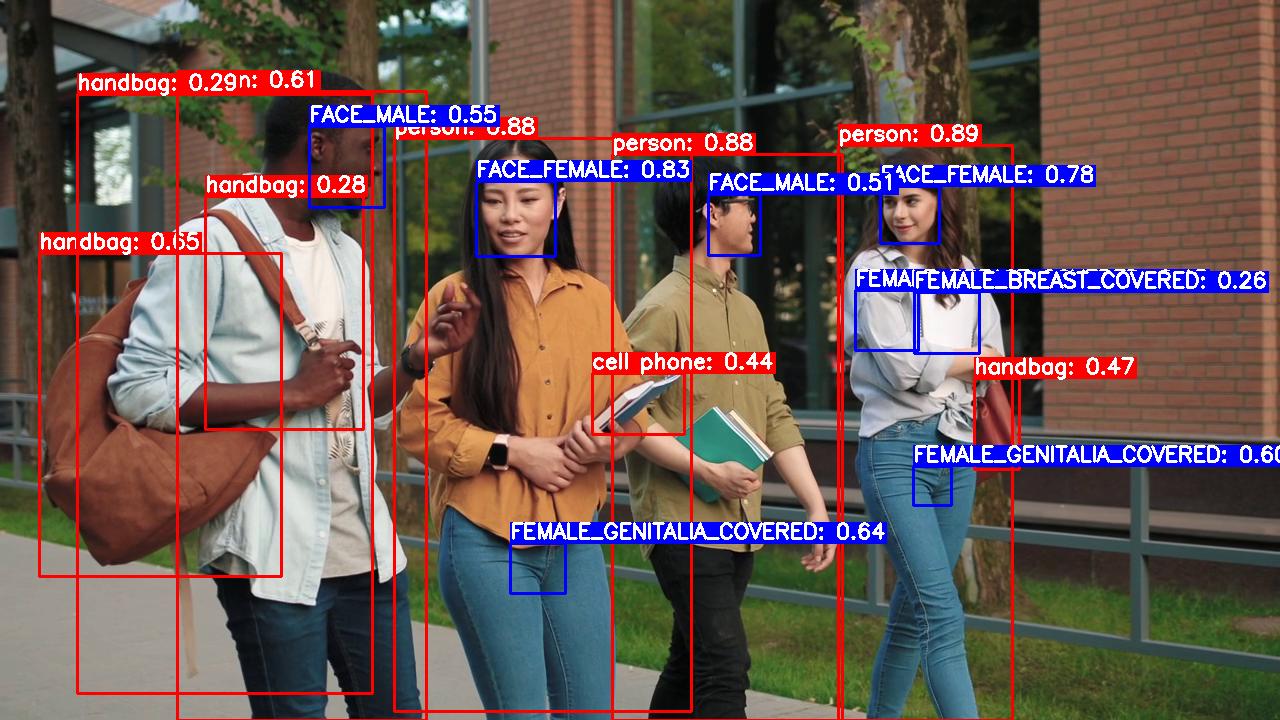 handbag: 0.29n: 0.61
FACE_MALE: 0.55
person: 0.88
person: 0.88
person: 0.89
FACE_FEMALE: 0.83
FACE_MALE: 0.51
FACE_FEMALE: 0.78
handbag: 0.28
handbag: 0.65
FEMA
FEMALE_BREAST_COVERED: 0.26
cell phone: 0.44
handbag: 0.47
FEMALE_GENITALIA_COVERED: 0.60
FEMALE_GENITALIA_COVERED: 0.64